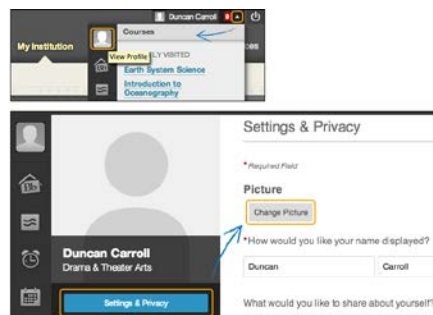 Duncan Carroll
Courses
My Institution
View Profile
LY VISITED
ces
Earth System Science
Introduction to
Oceanography
Settings & Privacy
* Required Field
Picture
Change Picture
* How would you like your name displayed?
Duncan Carroll
Duncan
Carroll
Drama & Theater Arts
Settings & Privacy
What would you like to share about yourself?